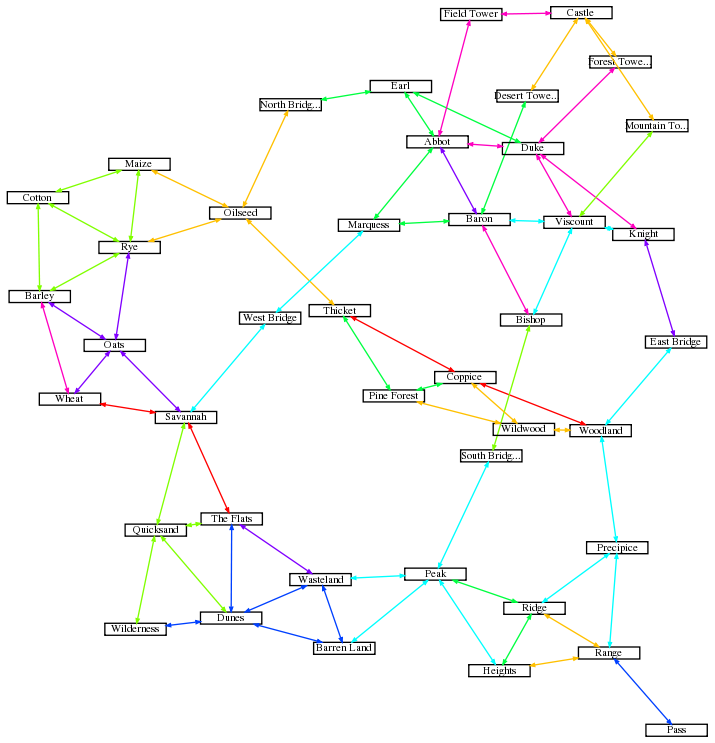 Castle
Field Tower
Forest Towe...
Earl
Desert Towe...
North Bridg...
Mountain To...
Abbot
Duke
Maize
Cotton
Oilseed
Baron
Viscount
Marquess
Knight
Rye
Barley
Thicket
West Bridge
Bishop
East Bridge
Oats
Coppice
Pine Forest
Wheat
Savannah
Wildwood
Woodland
South Bridg...
The Flats
Quicksand
Precipice
Peak
Wasteland
Ridge
Dunes
Wilderness
Barren Land
Range
Heights
Pass